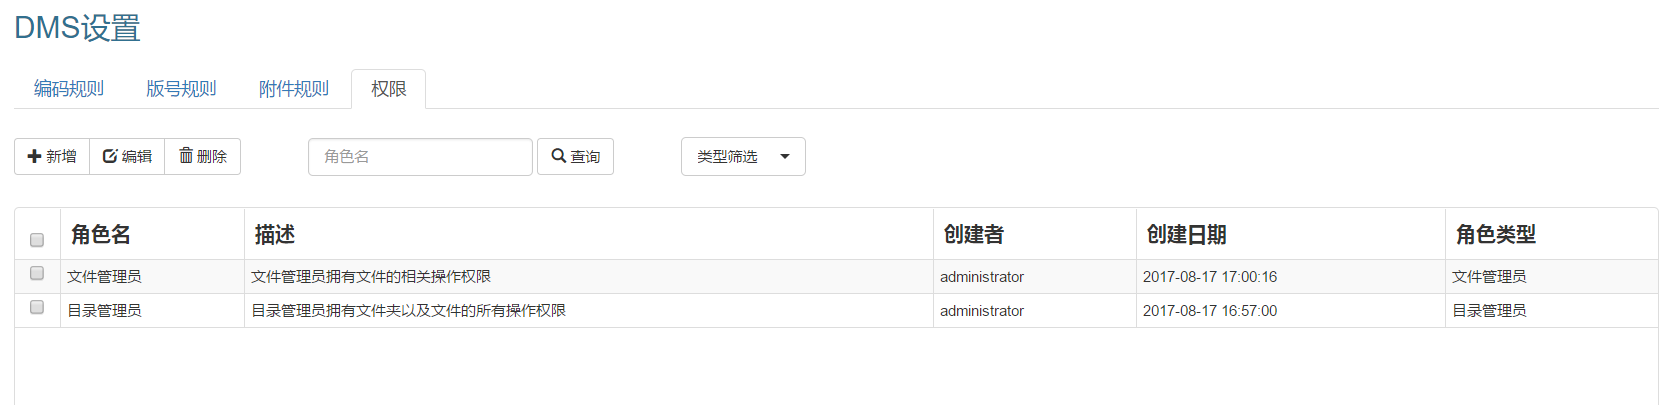 DMS设置
编码规则 版号规则 附件规则 权限
新增 编辑 删除 角色名 查询 类型筛选
角色名 描述 创建者 创建日期 角色类型
文件管理员 文件管理员拥有文件的相关操作权限 administrator 2017-08-17 17:00:16 文件管理员
目录管理员 目录管理员拥有文件夹以及文件的所有操作权限 administrator 2017-08-17 16:57:00 目录管理员